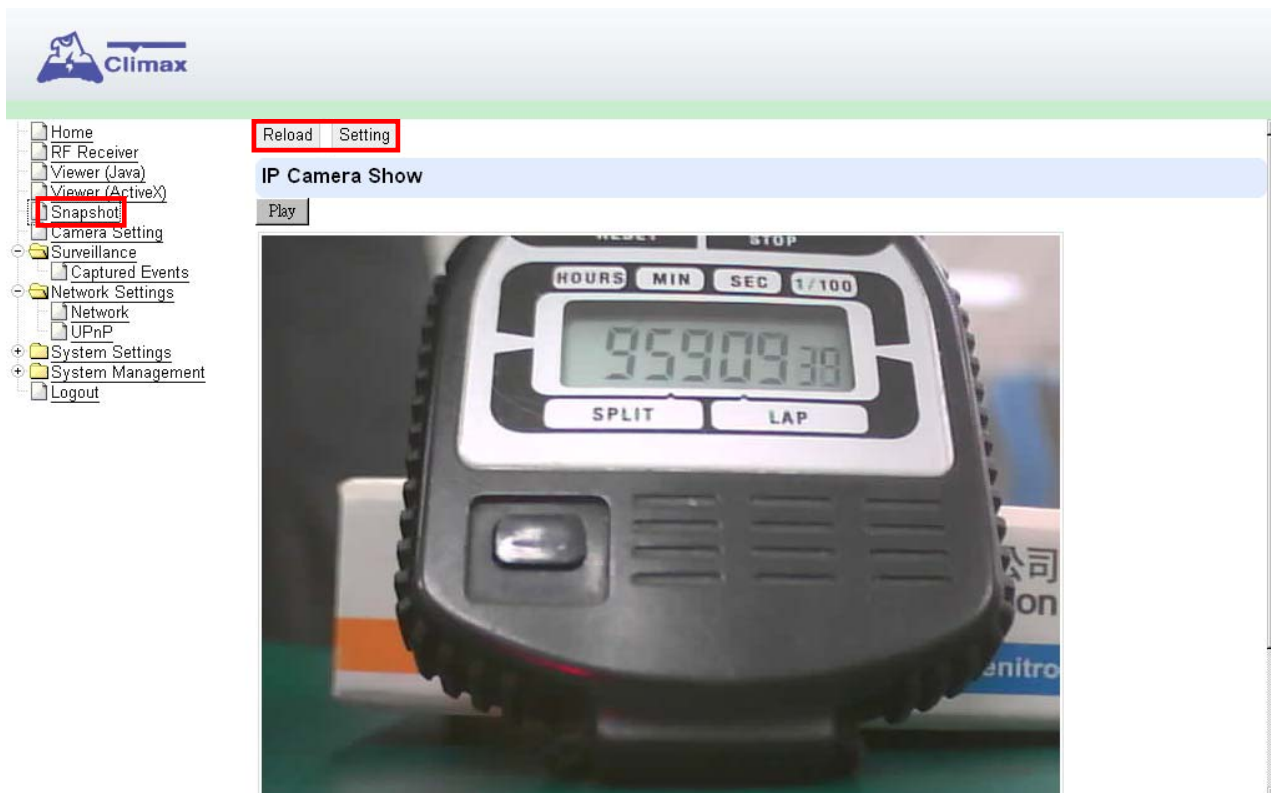 Climax
Home
RF Receiver
Viewer (Java)
Viewer (ActiveX)
Snapshot
Camera Setting
Surveillance
Captured Events
Network Settings
Network
UPnP
System Settings
System Management
Logout
Reload Setting
IP Camera Show
Play
RESET STOP
HOURS MIN SEC 1/100
95909 38
SPLIT LAP
公司
on
enitro